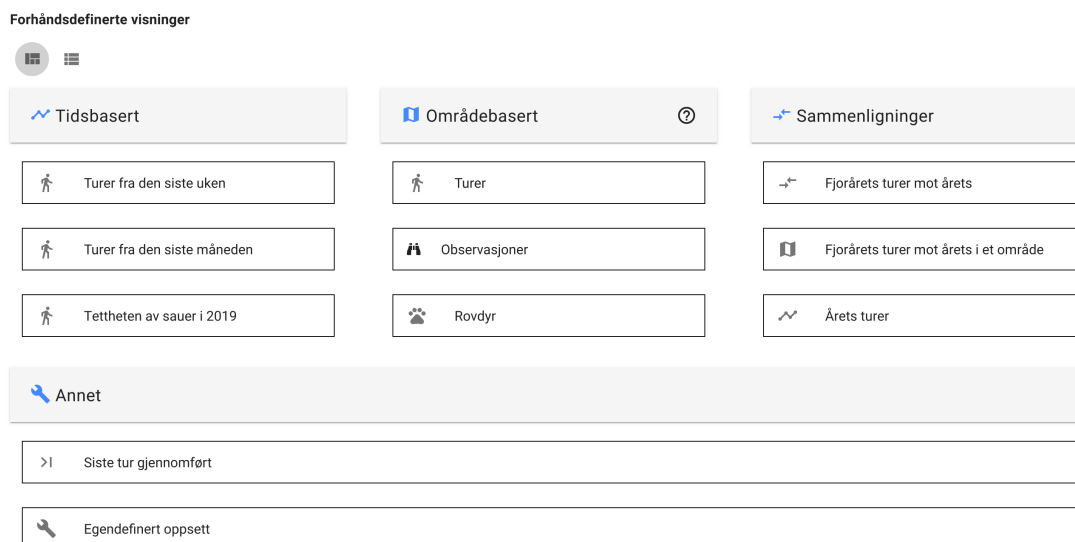 Forhåndsdefinerte visninger
Tidsbasert
Turer fra den siste uken
Turer fra den siste måneden
Tettheten av sauer i 2019
Områdebasert
Turer
Observasjoner
Rovdyr
Sammenligninger
Fjorårets turer mot årets
Fjorårets turer mot årets i et område
Årets turer
Annet
Siste tur gjennomført
Egendefinert oppsett